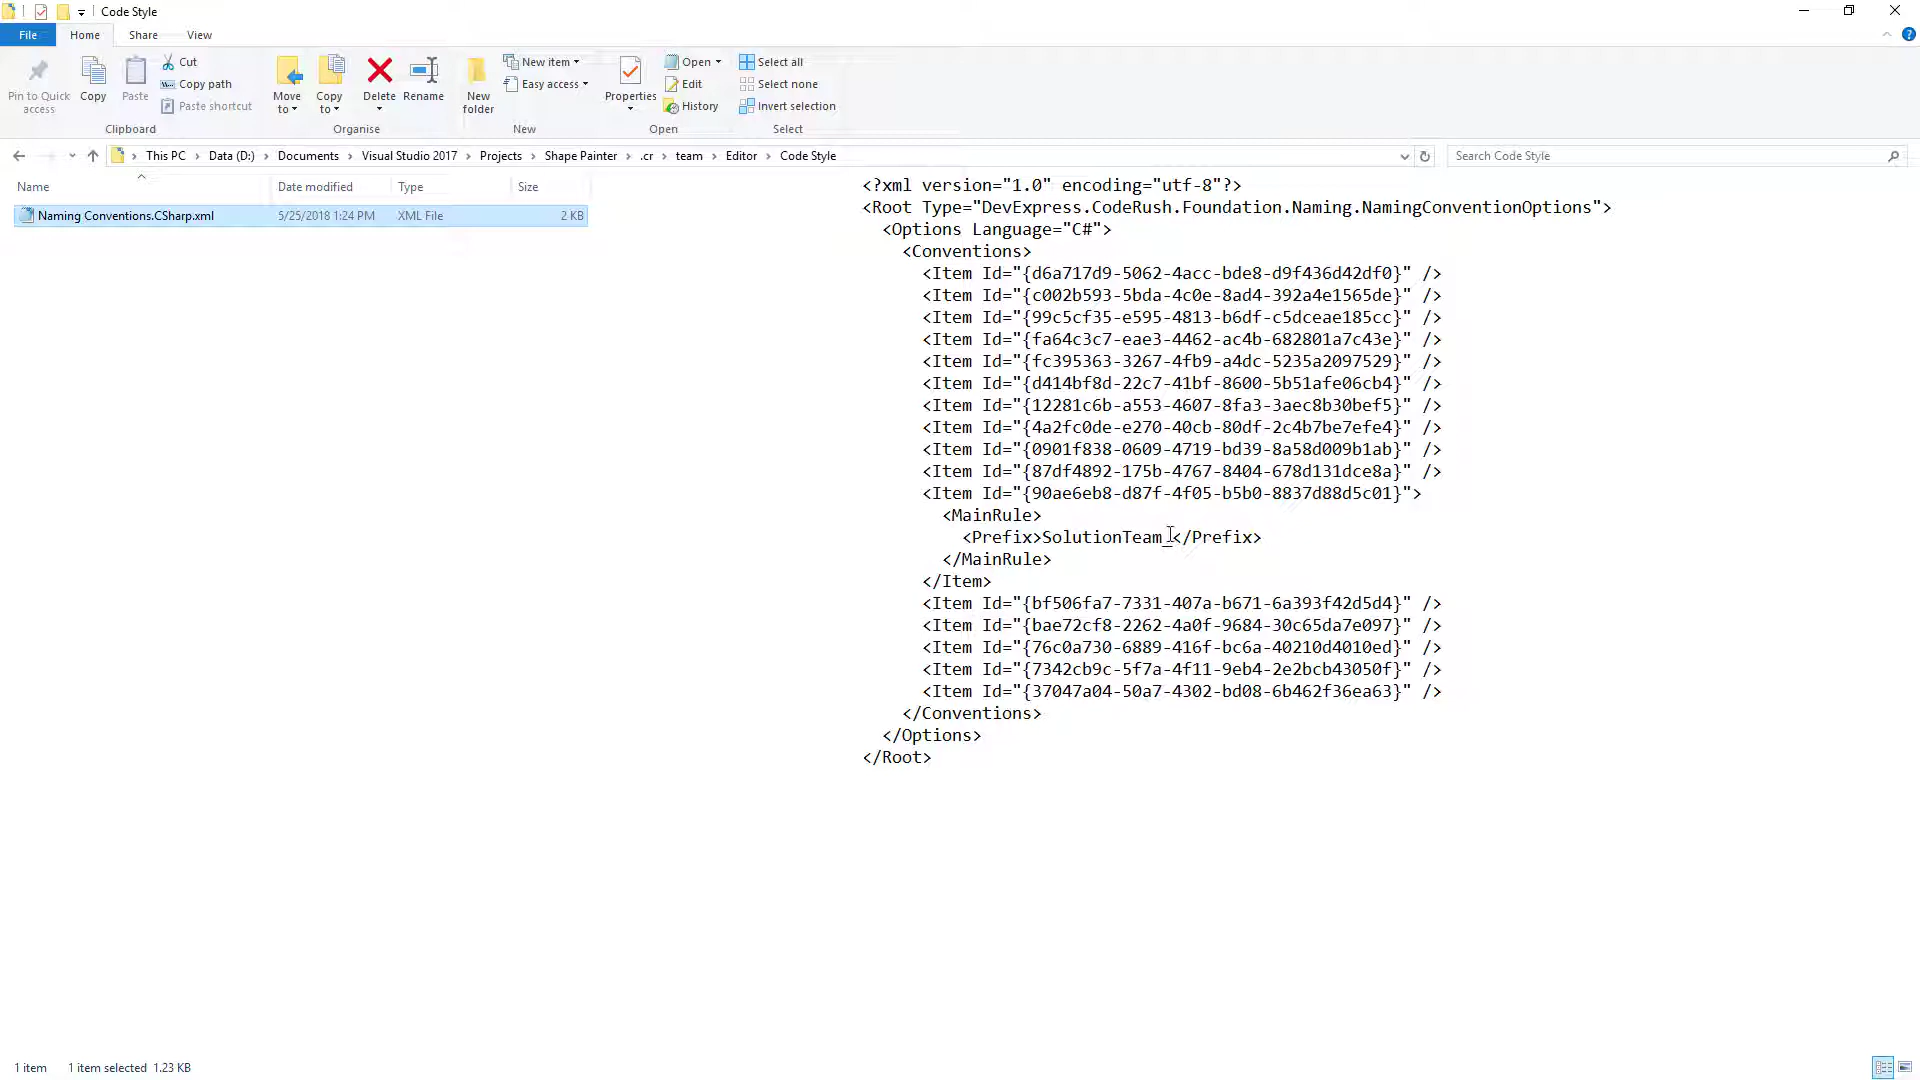 Code Style
File Home Share View
Pin to Quick access
Copy
Paste
Cut
Copy path
Paste shortcut
Clipboard
Move to
Copy to
Delete
Rename
Organise
New folder
New item
Easy access
New
Properties
Open
Edit
History
Open
Select all
Select none
Invert selection
Select
This PC > Data (D:) > Documents > Visual Studio 2017 > Projects > Shape Painter > .cr > team > Editor > Code Style
Search Code Style
Name Date modified Type Size
Naming Conventions.CSharp.xml 5/25/2018 1:24 PM XML File 2 KB
<?xml version="1.0" encoding="utf-8"?>
<Root Type="DevExpress.CodeRush.Foundation.Naming.NamingConventionOptions">
<Options Language="C#">
<Conventions>
<Item Id="{d6a717d9-5062-4acc-bde8-d9f436d42df0}" />
<Item Id="{c002b593-5bda-4c0e-8ad4-392a4e1565de}" />
<Item Id="{99c5cf35-e595-4813-b6df-c5dceae185cc}" />
<Item Id="{fa64c3c7-eae3-4462-ac4b-682801a7c43e}" />
<Item Id="{fc395363-3267-4fb9-a4dc-5235a2097529}" />
<Item Id="{d414bf8d-22c7-41bf-8600-5b51afe06cb4}" />
<Item Id="{12281c6b-a553-4607-8fa3-3aec8b30bef5}" />
<Item Id="{4a2fc0de-e270-40cb-80df-2c4b7be7efe4}" />
<Item Id="{0901f838-0609-4719-bd39-8a58d009b1ab}" />
<Item Id="{87df4892-175b-4767-8404-678d131dce8a}" />
<Item Id="{90ae6eb8-d87f-4f05-b5b0-8837d88d5c01}">
<MainRule>
<Prefix>SolutionTeam_</Prefix>
</MainRule>
</Item>
<Item Id="{bf506fa7-7331-407a-b671-6a393f42d5d4}" />
<Item Id="{bae72cf8-2262-4a0f-9684-30c65da7e097}" />
<Item Id="{76c0a730-6889-416f-bc6a-40210d4010ed}" />
<Item Id="{7342cb9c-5f7a-4f11-9eb4-2e2bcb43050f}" />
<Item Id="{37047a04-50a7-4302-bd08-6b462f36ea63}" />
</Conventions>
</Options>
</Root>
1 item 1 item selected 1.23 KB